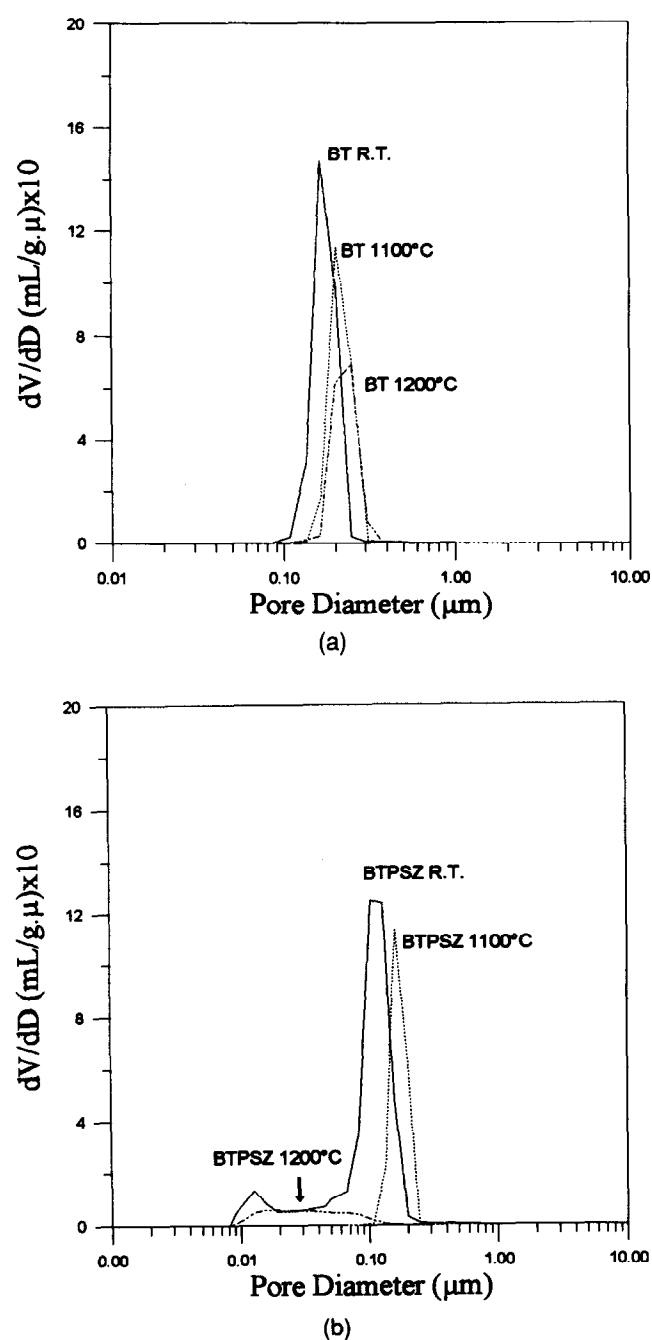 20
16
12
8
4
0
dV/dD (mL/g.μ)x10
BT R.T.
BT 1100°C
BT 1200°C
0.01 0.10 1.00 10.00
Pore Diameter (μm)
(a)
20
16
12
8
4
0
dV/dD (mL/g.μ)x10
BTPSZ R.T.
BTPSZ 1100°C
BTPSZ 1200°C
0.00 0.01 0.10 1.00 10.00
Pore Diameter (μm)
(b)